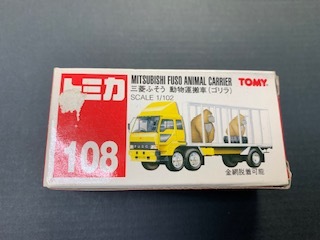 トミカ
108
MITSUBISHI FUSO ANIMAL CARRIER
三菱ふそう 動物運搬車(ゴリラ)
SCALE 1/102
TOMY
FUSO
金網脱着可能